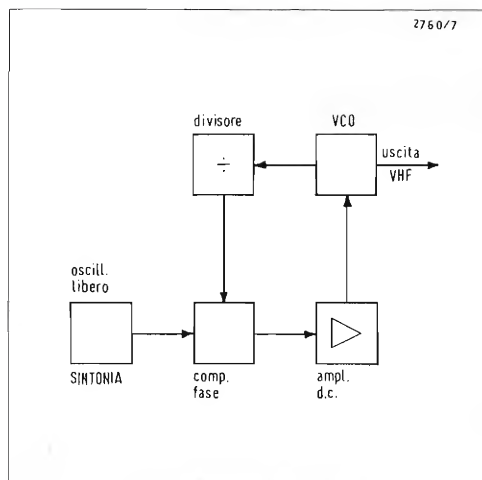 2760/7
divisore
VCO
÷
uscita
VHF
oscill.
libero
SINTONIA
comp.
fase
ampl.
d.c.